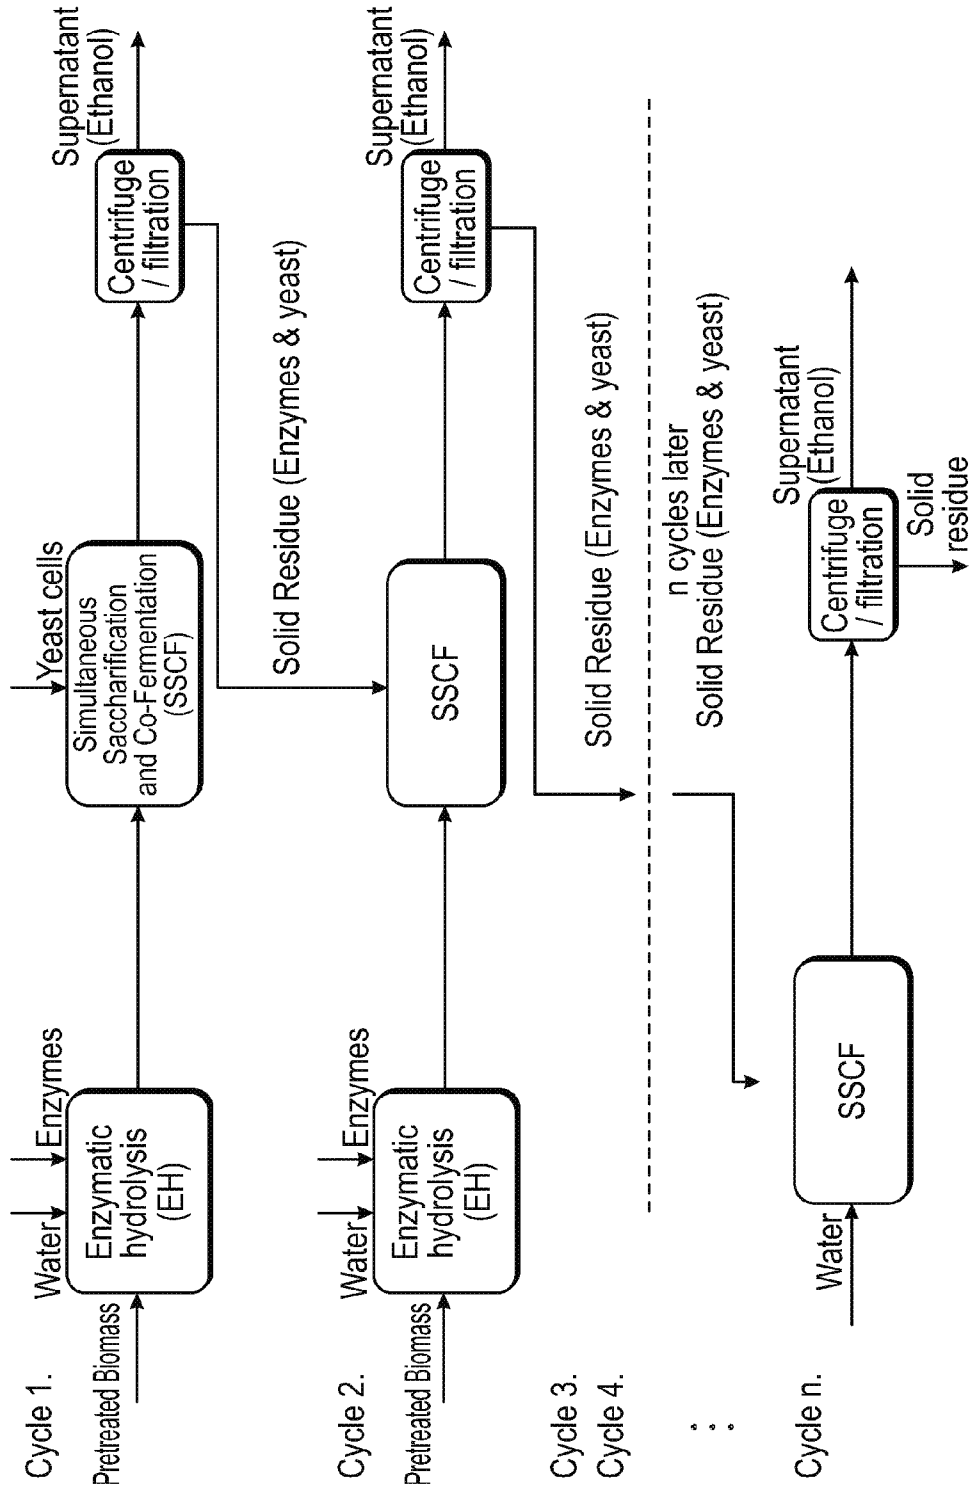 Cycle 1.
Pretreated Biomass
Water
Enzymes
Enzymatic
hydrolysis
(EH)
Yeast cells
Simultaneous
Saccharification
and Co-Fermentation
(SSCF)
Centrifuge
/ filtration
Supernatant
(Ethanol)
Solid Residue (Enzymes & yeast)
Cycle 2.
Pretreated Biomass
Water
Enzymes
Enzymatic
hydrolysis
(EH)
SSCF
Centrifuge
/ filtration
Supernatant
(Ethanol)
Cycle 3.
Cycle 4.
Solid Residue (Enzymes & yeast)
n cycles later
Solid Residue (Enzymes & yeast)
Cycle n.
Water
SSCF
Centrifuge
/ filtration
Supernatant
(Ethanol)
Solid
residue